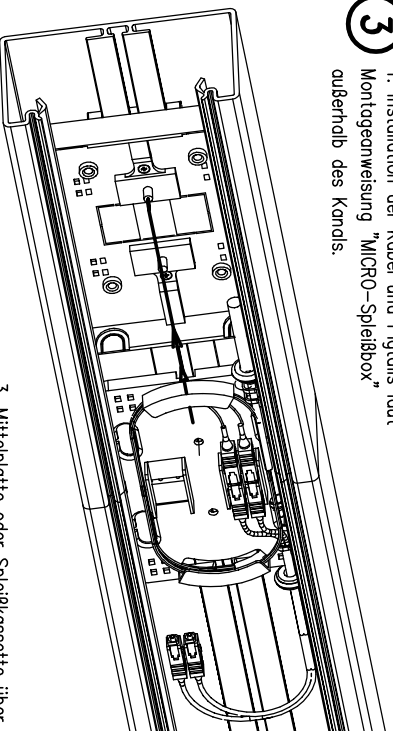 3
1. Installation der Kabel und Pigtails laut
Montageanweisung "MICRO-Spleißbox"
außerhalb des Kanals.
3. Mittelplatte oder Spleißkassette über